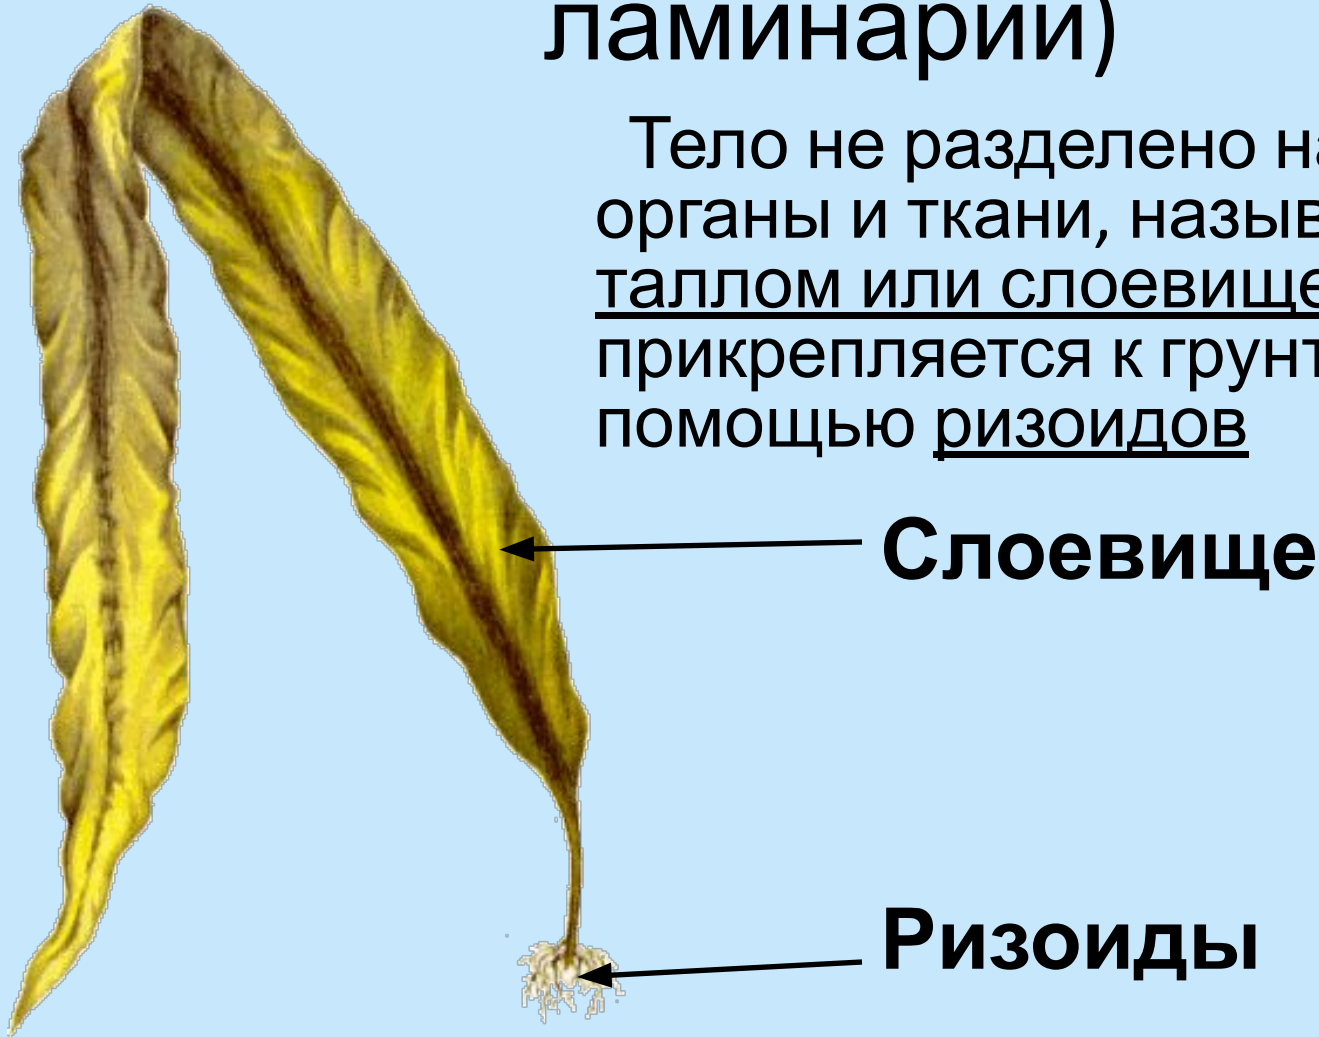 ламинарии)
Тело не разделено на
органы и ткани, назыв
таллом или слоевище
прикрепляется к грунт
помощью ризоидов
Слоевище
Ризоиды